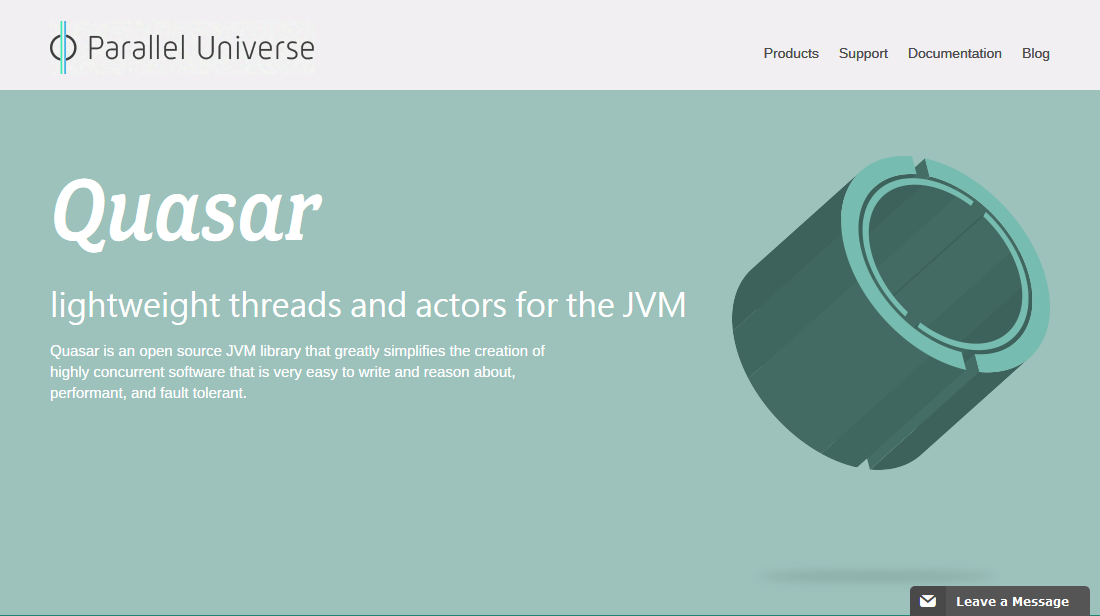 Parallel Universe
Products Support Documentation Blog
Quasar
lightweight threads and actors for the JVM
Quasar is an open source JVM library that greatly simplifies the creation of
highly concurrent software that is very easy to write and reason about,
performant, and fault tolerant.
Leave a Message